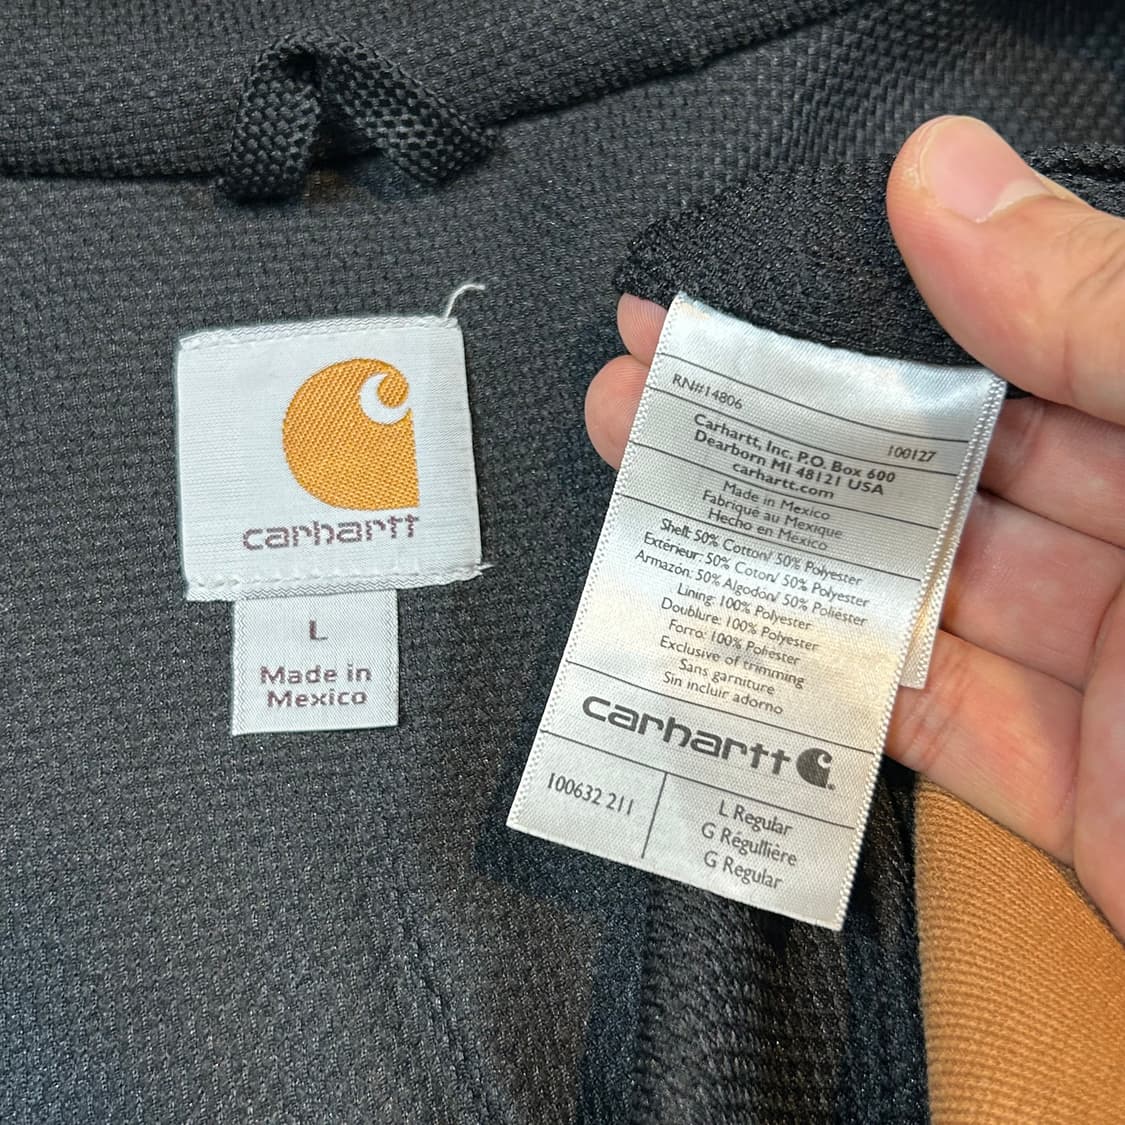 carhartt
L
Made in
Mexico
RN#14806
100127
Carhartt, Inc. P.O. Box 600
Dearborn MI 48121 USA
carhartt.com
Made in Mexico
Fabriqué au Mexique
Hecho en México
Shell: 50% Cotton/ 50% Polyester
Extérieur: 50% Coton/ 50% Polyester
Armazón: 50% Algodón/ 50% Poliéster
Lining: 100% Polyester
Doublure: 100% Polyester
Forro: 100% Poliester
Exclusive of trimming
Sans garniture
Sin incluir adorno
carhartt
100632 211
L Regular
G Régullière
G Regular